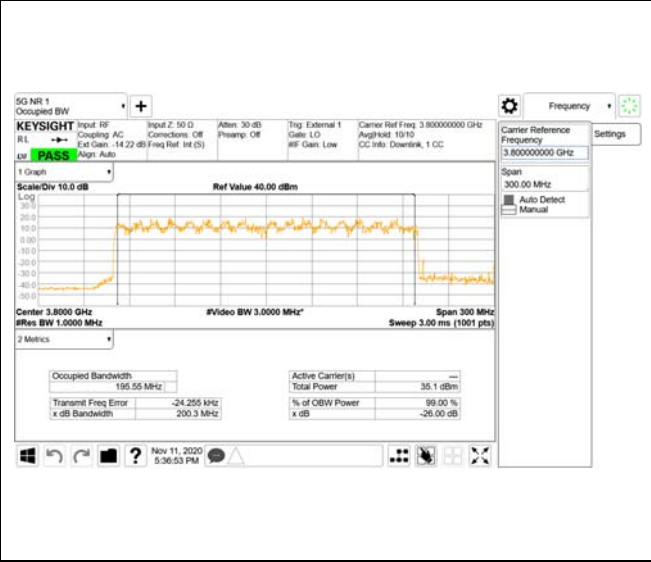 5G NR 1
Occupied BW
+
Frequency
KEYSIGHT
R L
PASS
Input: RF
Coupling: AC
Ext Gain: -14.22 dB
Align: Auto
Input Z: 50 Ω
Corrections: Off
Freq Ref: Int (S)
Atten: 30 dB
Preamp: Off
Trig: External 1
Gate: LO
#IF Gain: Low
Carrier Ref Freq: 3.800000000 GHz
Avg|Hold: 10/10
CC Info: Downlink, 1 CC
Carrier Reference
Frequency
3.800000000 GHz
Settings
Span
300.00 MHz
Auto Detect
Manual
1 Graph
Scale/Div 10.0 dB
Ref Value 40.00 dBm
Log
30.0
20.0
10.0
0.00
-10.0
-20.0
-30.0
-40.0
-50.0
Center 3.8000 GHz
#Video BW 3.0000 MHz*
Span 300 MHz
#Res BW 1.0000 MHz
Sweep 3.00 ms (1001 pts)
2 Metrics
Occupied Bandwidth
195.55 MHz
Active Carrier(s) —
Total Power 35.1 dBm
Transmit Freq Error -24.255 kHz
% of OBW Power 99.00 %
x dB Bandwidth 200.3 MHz
x dB -26.00 dB
?
Nov 11, 2020
5:36:53 PM